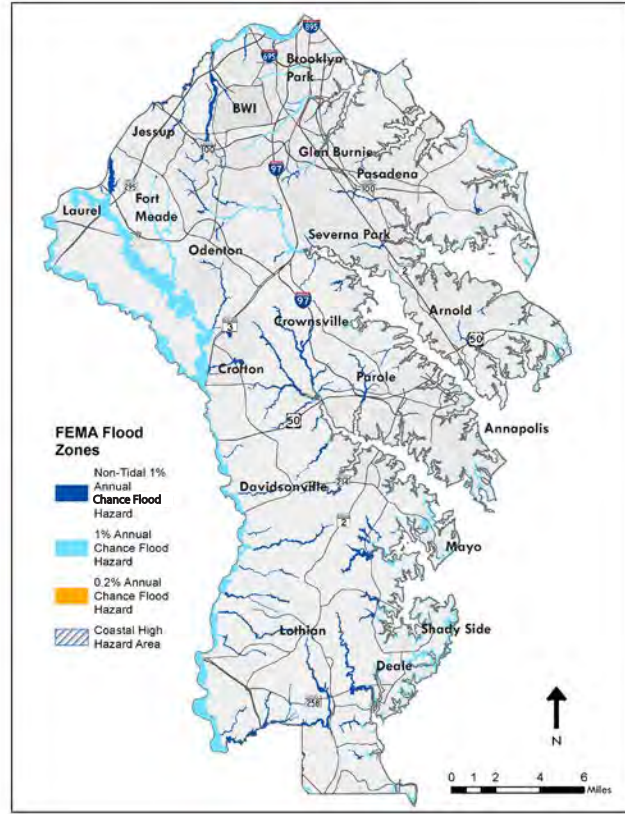 895
895
Brooklyn
Park
BWI
Jessup
100
Glen Burnie
97
Pasadena
100
295
Laurel
Fort
Meade
Severna Park
Odenton
2
97
Arnold
3
Crownsville
50
Crofton
Parole
50
Annapolis
FEMA Flood
Zones
Non-Tidal 1%
Annual
Chance Flood
Hazard
1% Annual
Chance Flood
Hazard
0.2% Annual
Chance Flood
Hazard
Coastal High
Hazard Area
Davidsonville
214
2
Mayo
Lothian
Shady Side
Deale
258
N
0 1 2 4 6
Miles